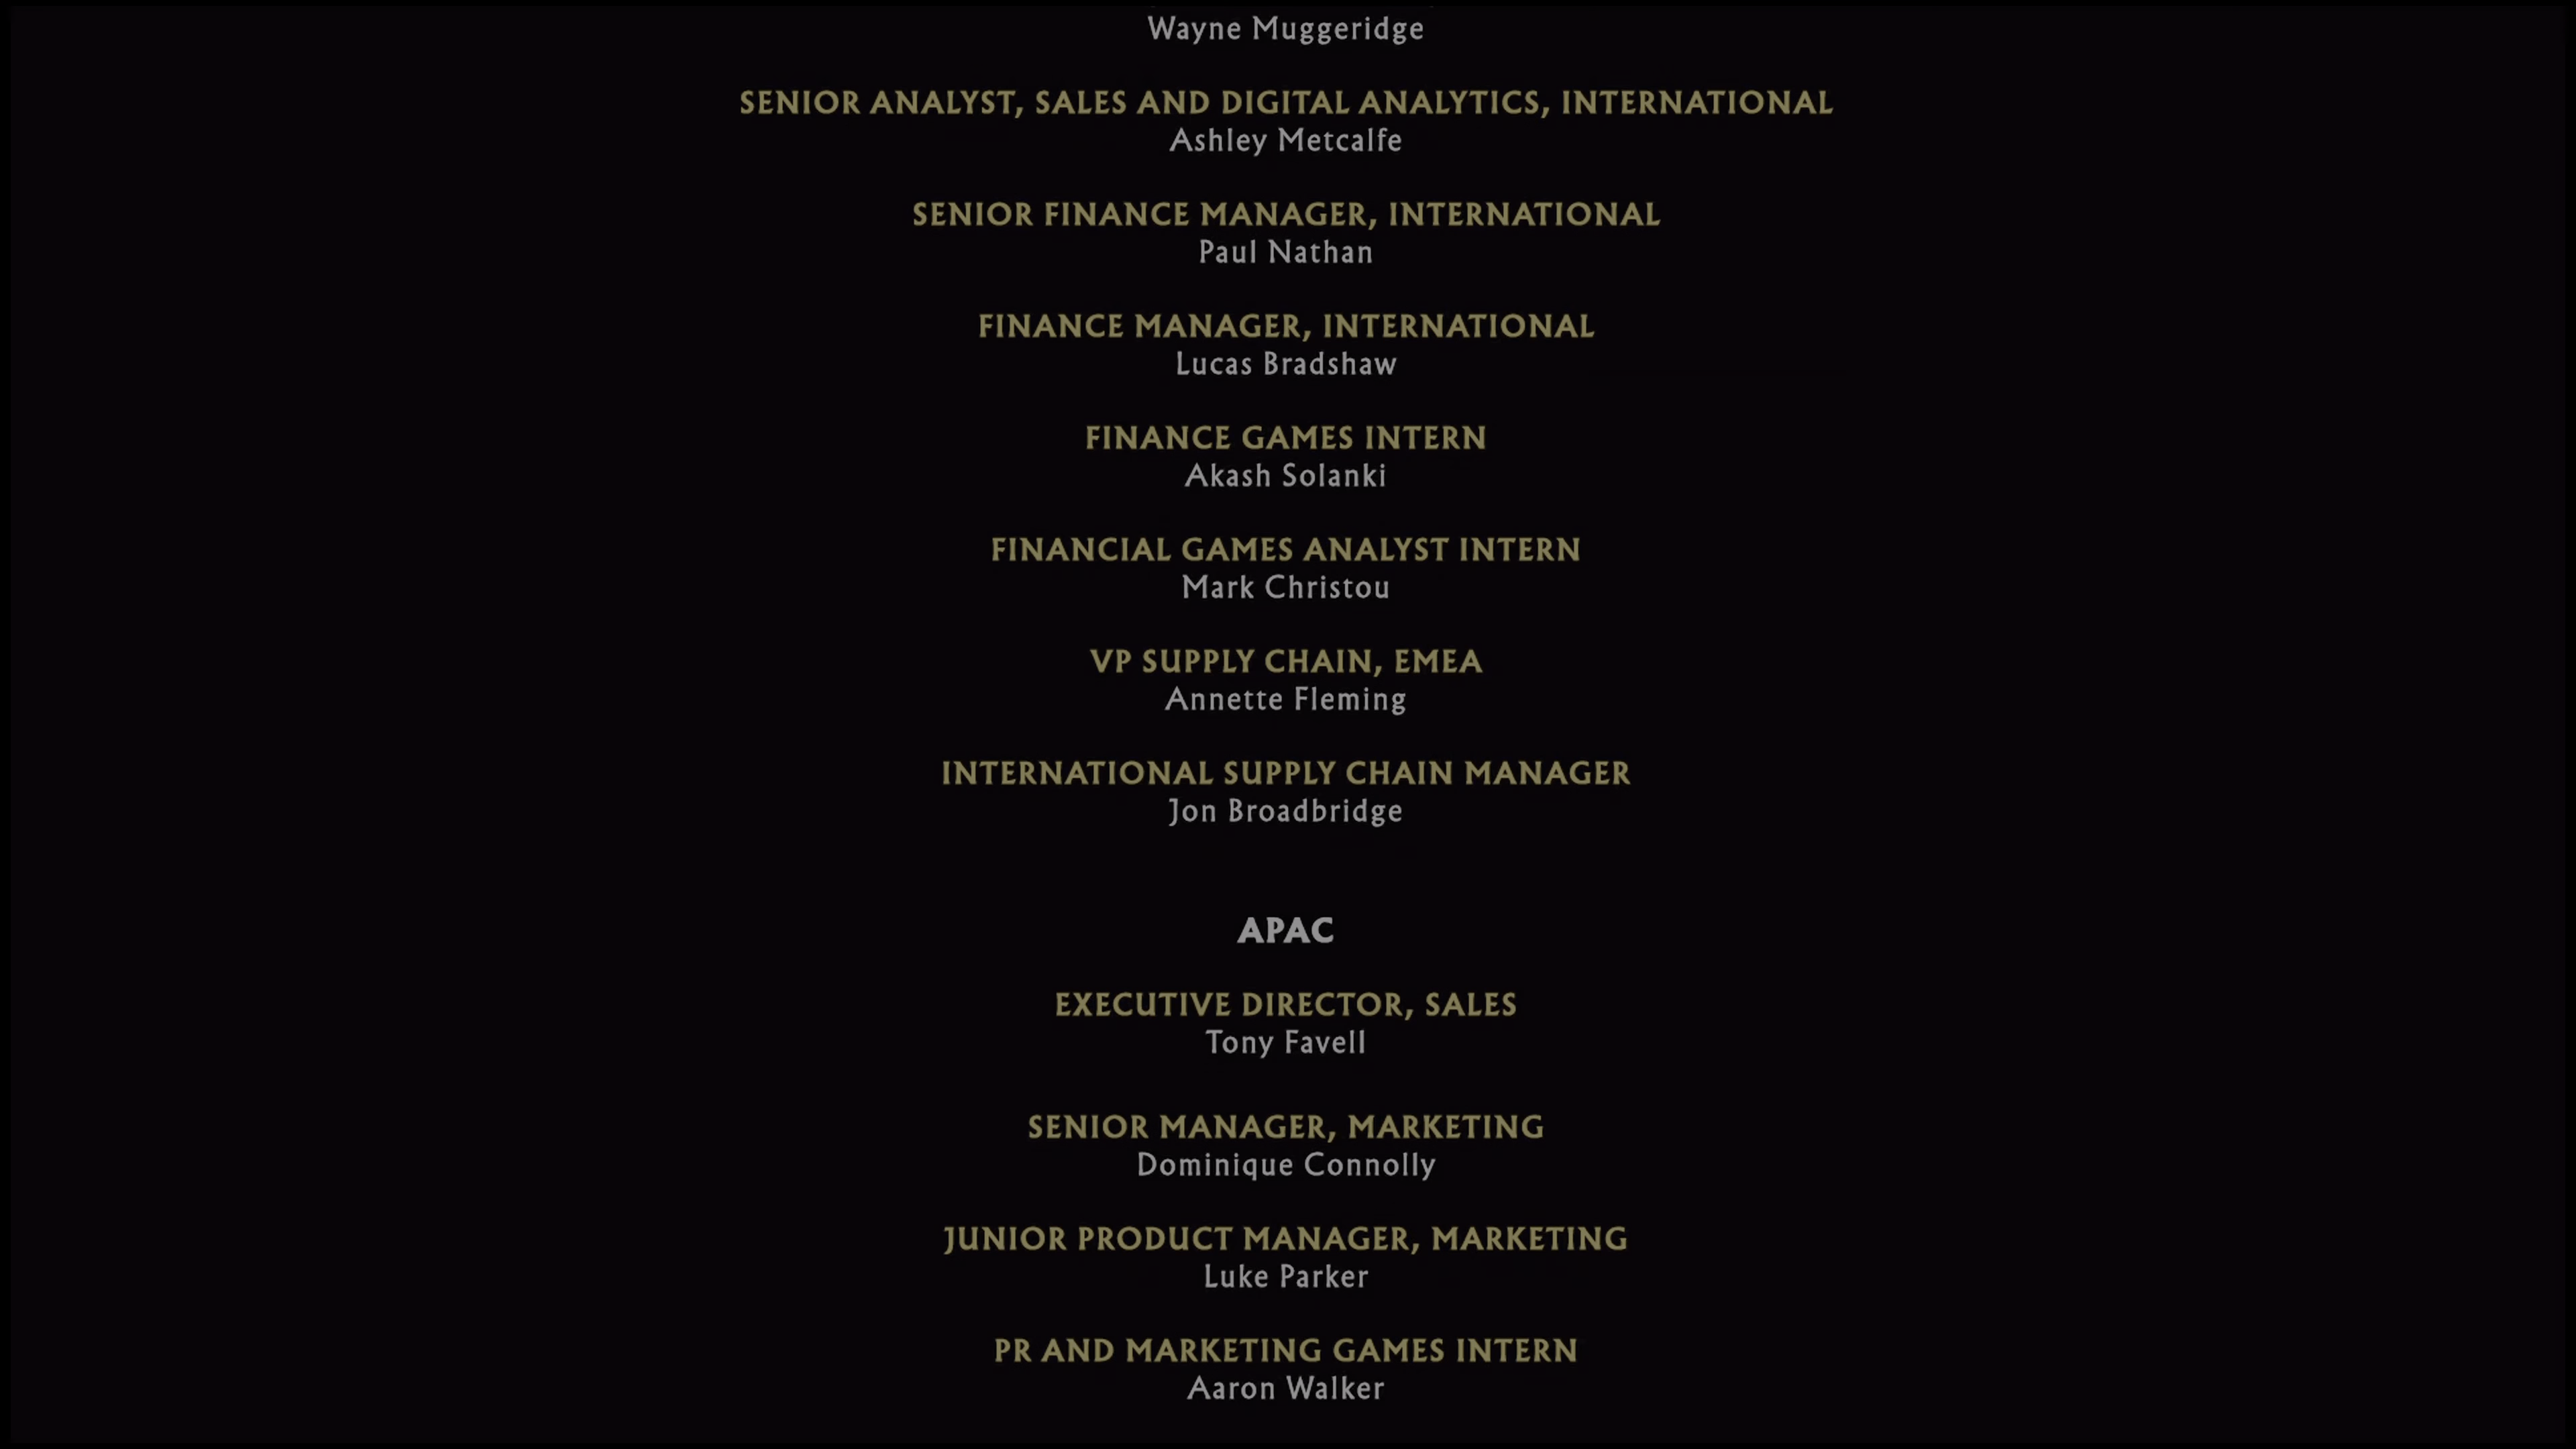 Wayne Muggeridge
SENIOR ANALYST, SALES AND DIGITAL ANALYTICS, INTERNATIONAL
Ashley Metcalfe
SENIOR FINANCE MANAGER, INTERNATIONAL
Paul Nathan
FINANCE MANAGER, INTERNATIONAL
Lucas Bradshaw
FINANCE GAMES INTERN
Akash Solanki
FINANCIAL GAMES ANALYST INTERN
Mark Christou
VP SUPPLY CHAIN, EMEA
Annette Fleming
INTERNATIONAL SUPPLY CHAIN MANAGER
Jon Broadbridge
APAC
EXECUTIVE DIRECTOR, SALES
Tony Favell
SENIOR MANAGER, MARKETING
Dominique Connolly
JUNIOR PRODUCT MANAGER, MARKETING
Luke Parker
PR AND MARKETING GAMES INTERN
Aaron Walker